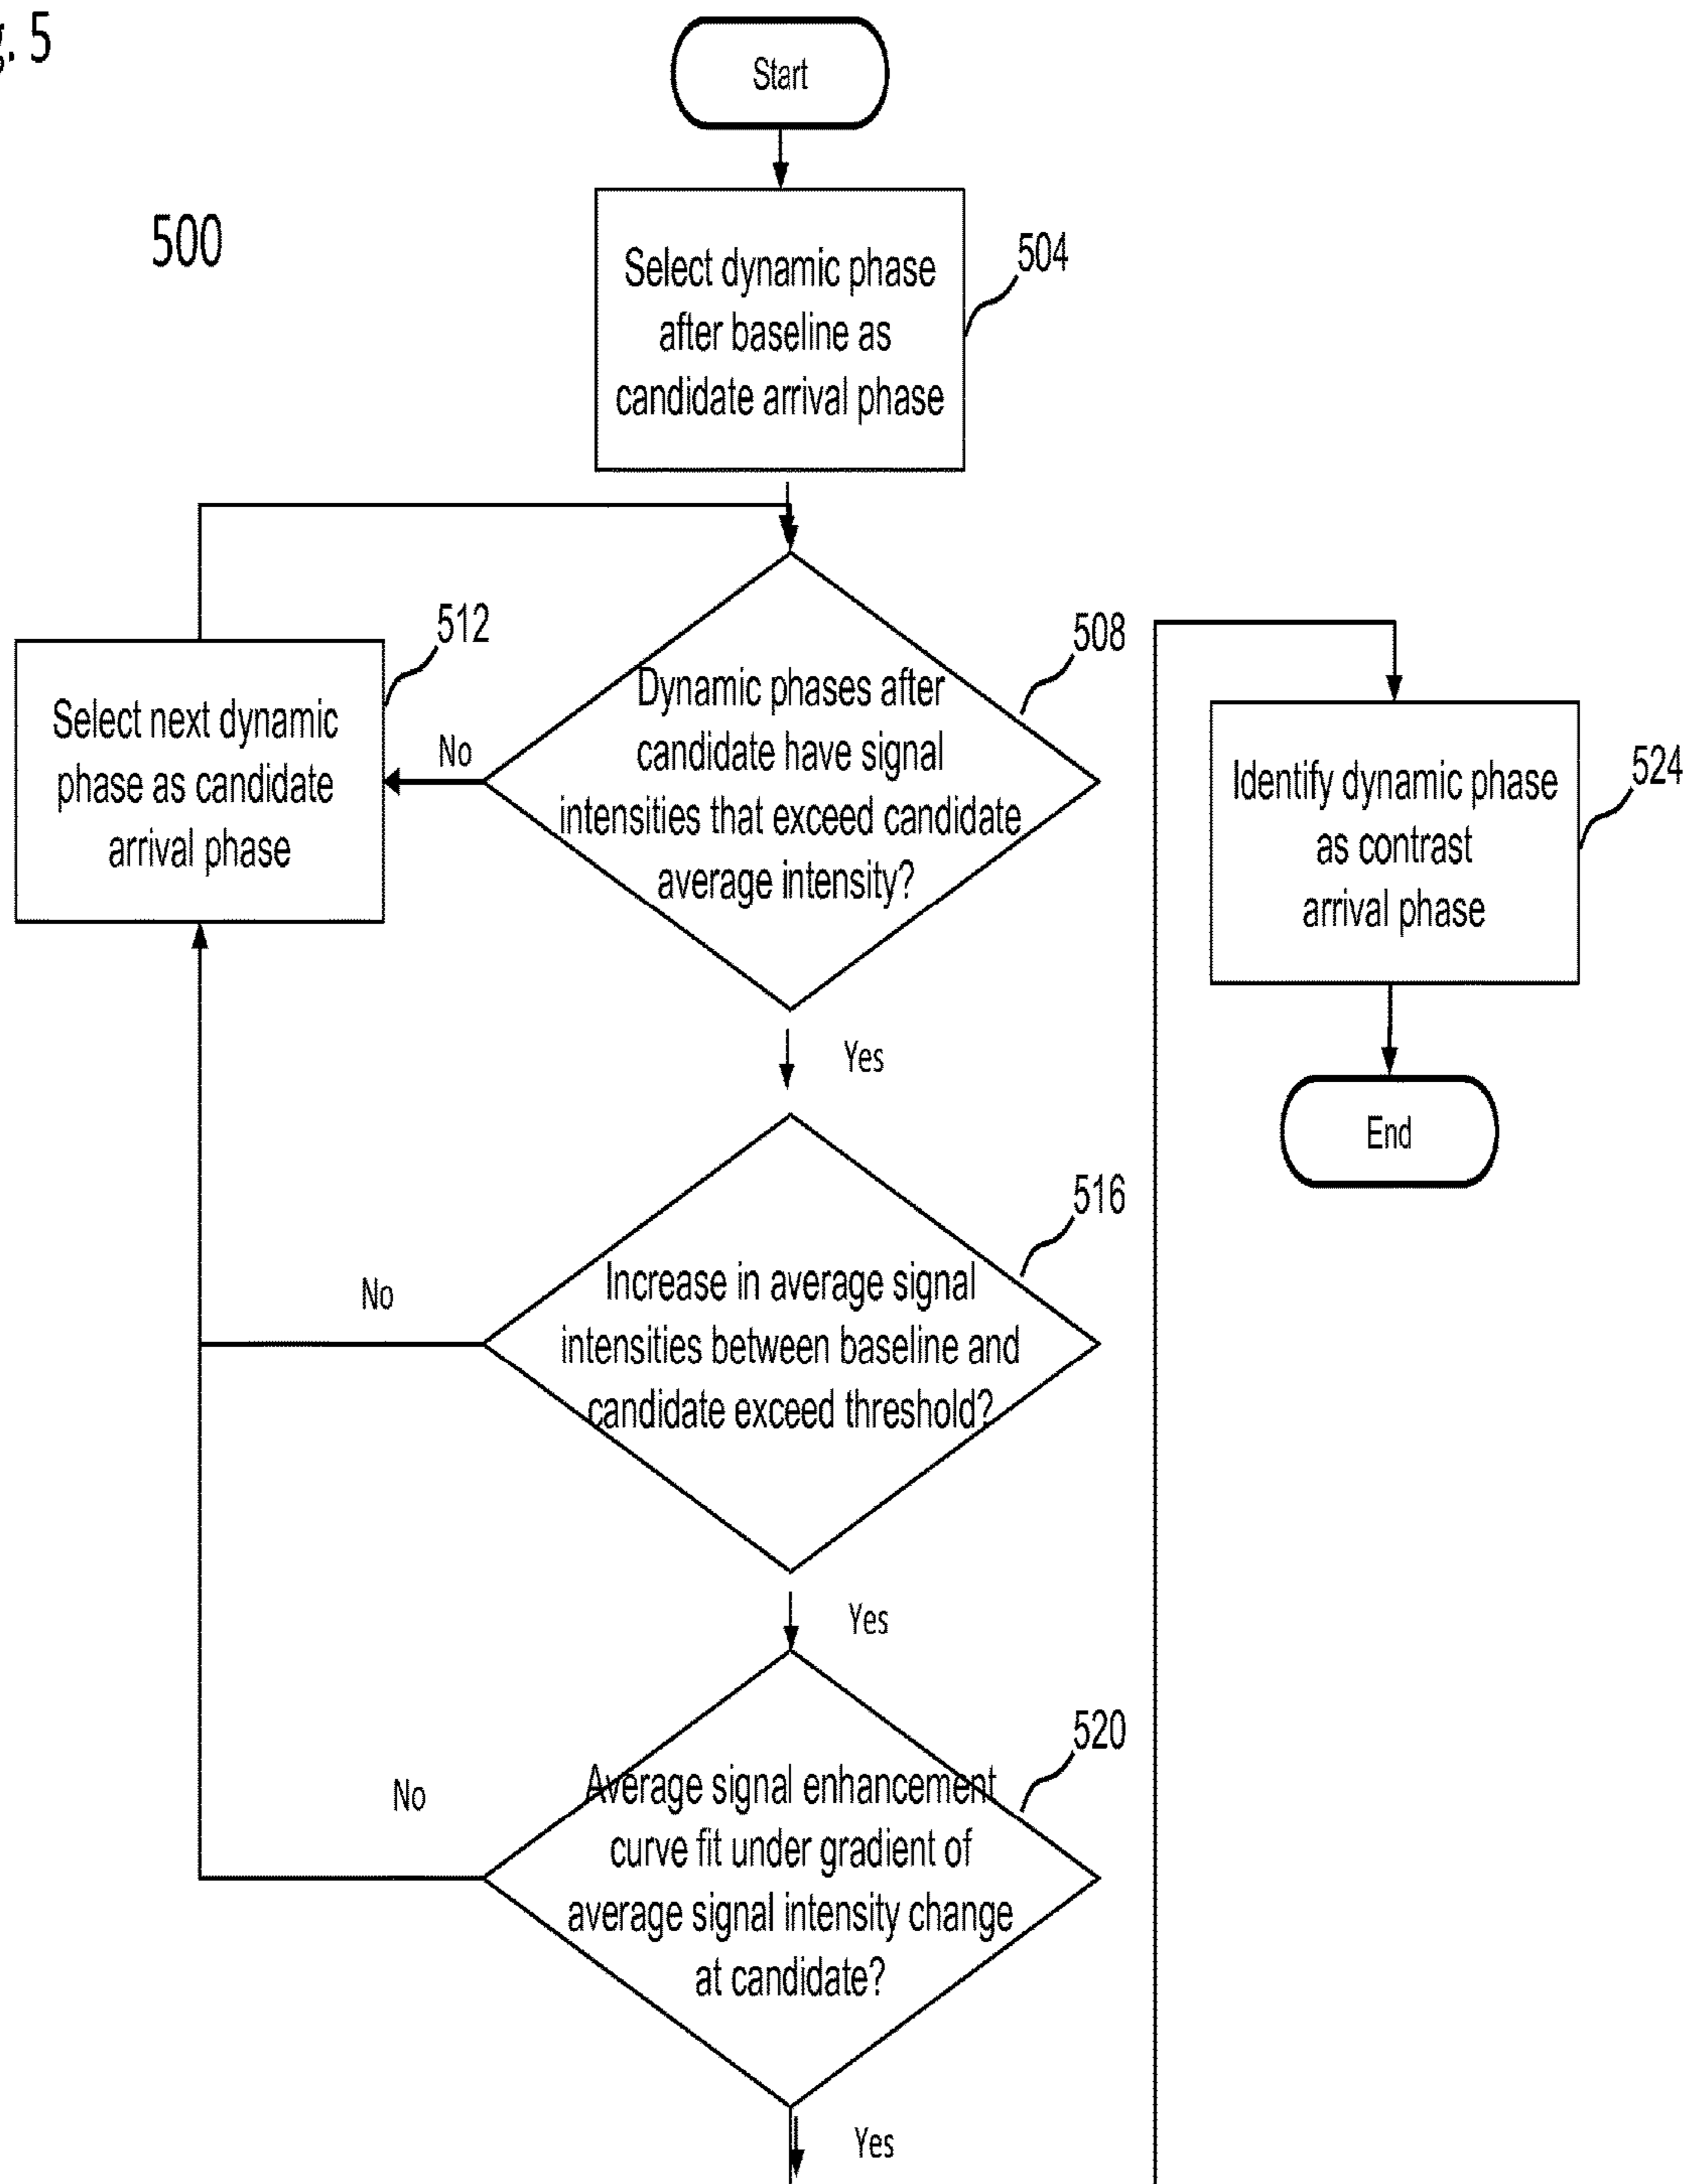 g. 5
Start
500
504
Select dynamic phase
after baseline as
candidate arrival phase
512
Select next dynamic
phase as candidate
arrival phase
No
508
Dynamic phases after
candidate have signal
intensities that exceed candidate
average intensity?
524
Identify dynamic phase
as contrast
arrival phase
Yes
End
516
No
Increase in average signal
intensities between baseline and
candidate exceed threshold?
Yes
520
No
Average signal enhancement
curve fit under gradient of
average signal intensity change
at candidate?
Yes